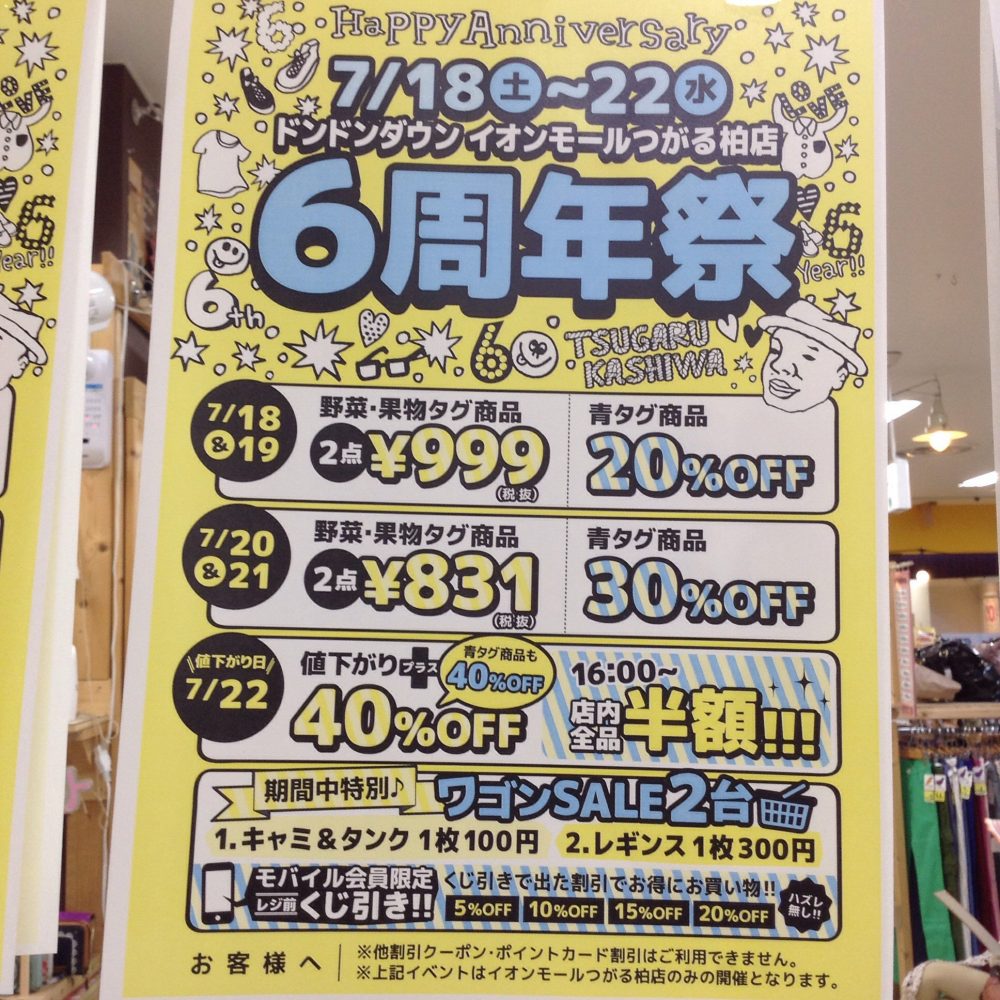 Happy Anniversary
7/18土～22水
ドンドンダウン イオンモールつがる柏店
6周年祭
LOVE
6
Year!!
6th
6
TSUGARU
KASHIWA
7/18
&19
野菜・果物タグ商品
2点 ¥999
(税抜)
青タグ商品
20%OFF
7/20
&21
野菜・果物タグ商品
2点 ¥831
(税抜)
青タグ商品
30%OFF
値下がり日
7/22
値下がりプラス
40%OFF
青タグ商品も
40%OFF
16:00～
店内全品 半額!!!
期間中特別♪
ワゴンSALE2台
1.キャミ&タンク 1枚100円 2.レギンス1枚300円
モバイル会員限定
レジ前 くじ引き!!
くじ引きで出た割引でお得にお買い物!!
5%OFF 10%OFF 15%OFF 20%OFF
ハズレ無し!!
お客様へ
※他割引クーポン・ポイントカード割引はご利用できません。
※上記イベントはイオンモールつがる柏店のみの開催となります。